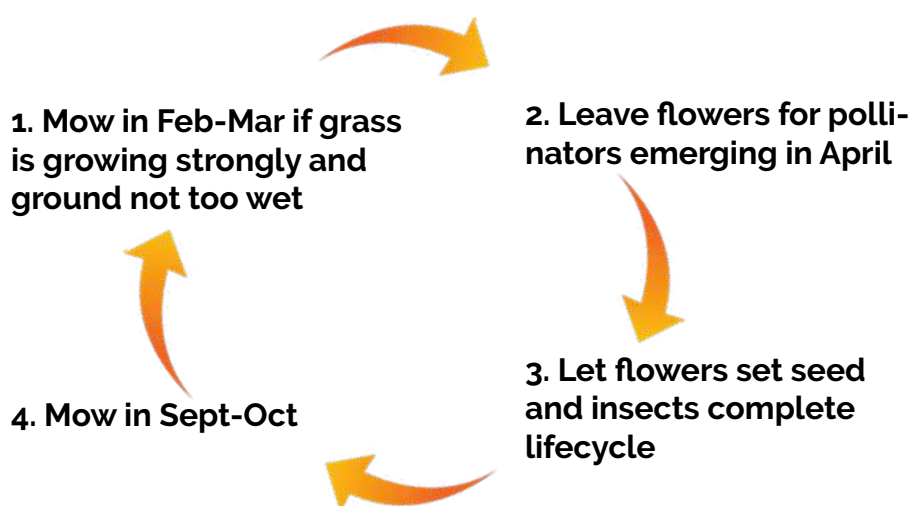 1. Mow in Feb-Mar if grass
is growing strongly and
ground not too wet
2. Leave flowers for polli-
nators emerging in April
3. Let flowers set seed
and insects complete
lifecycle
4. Mow in Sept-Oct